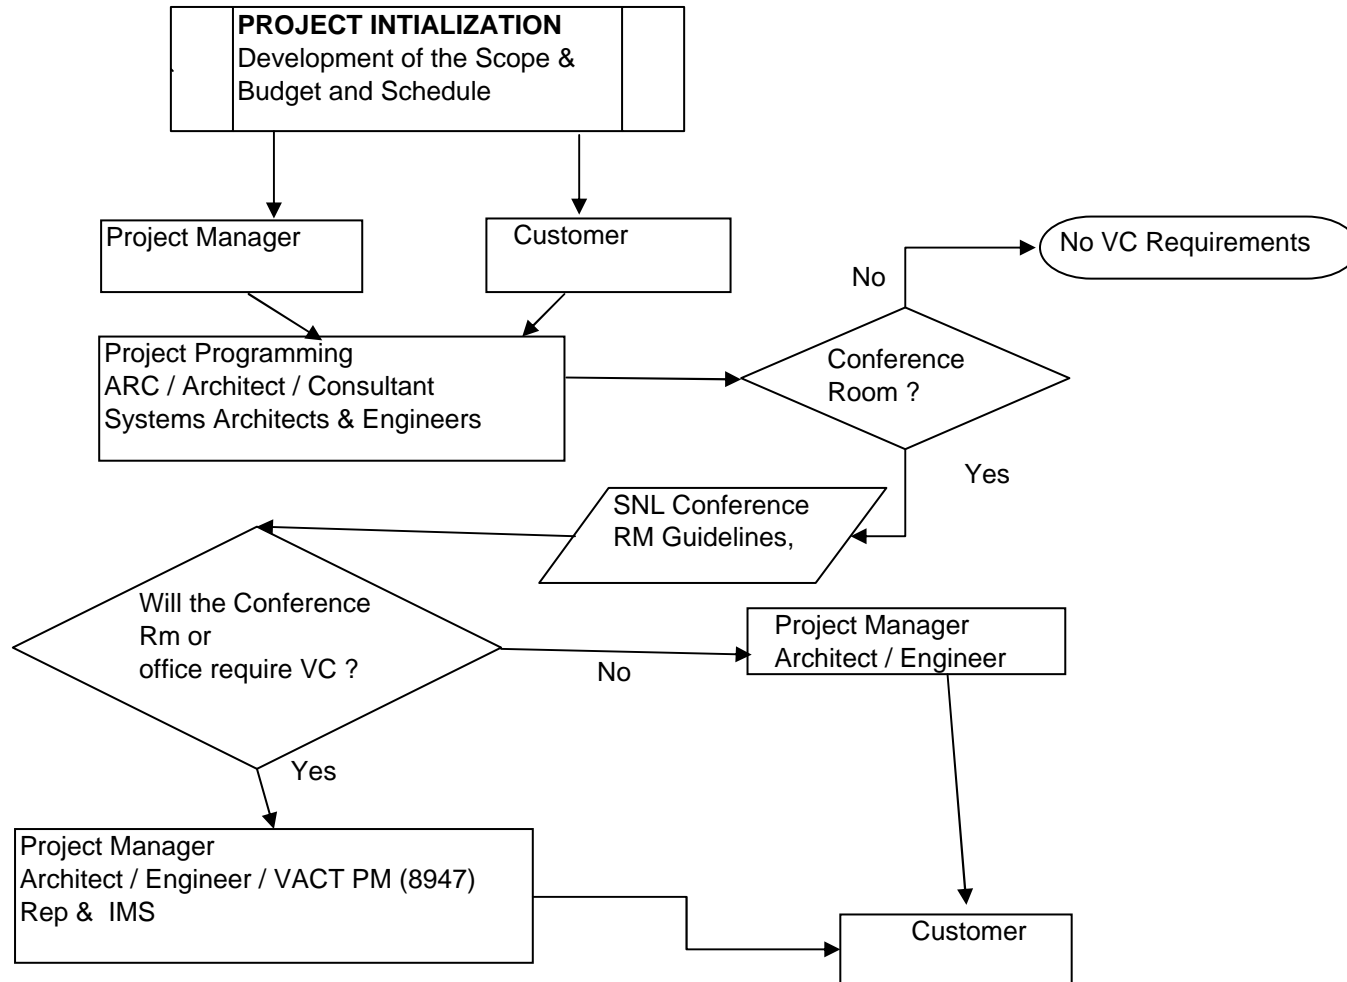 PROJECT INTIALIZATION
Development of the Scope &
Budget and Schedule
Project Manager
Customer
No VC Requirements
No
Project Programming
ARC / Architect / Consultant
Systems Architects & Engineers
Conference
Room ?
Yes
SNL Conference
RM Guidelines,
Will the Conference
Rm or
office require VC ?
No
Project Manager
Architect / Engineer
Yes
Project Manager
Architect / Engineer / VACT PM (8947)
Rep & IMS
Customer